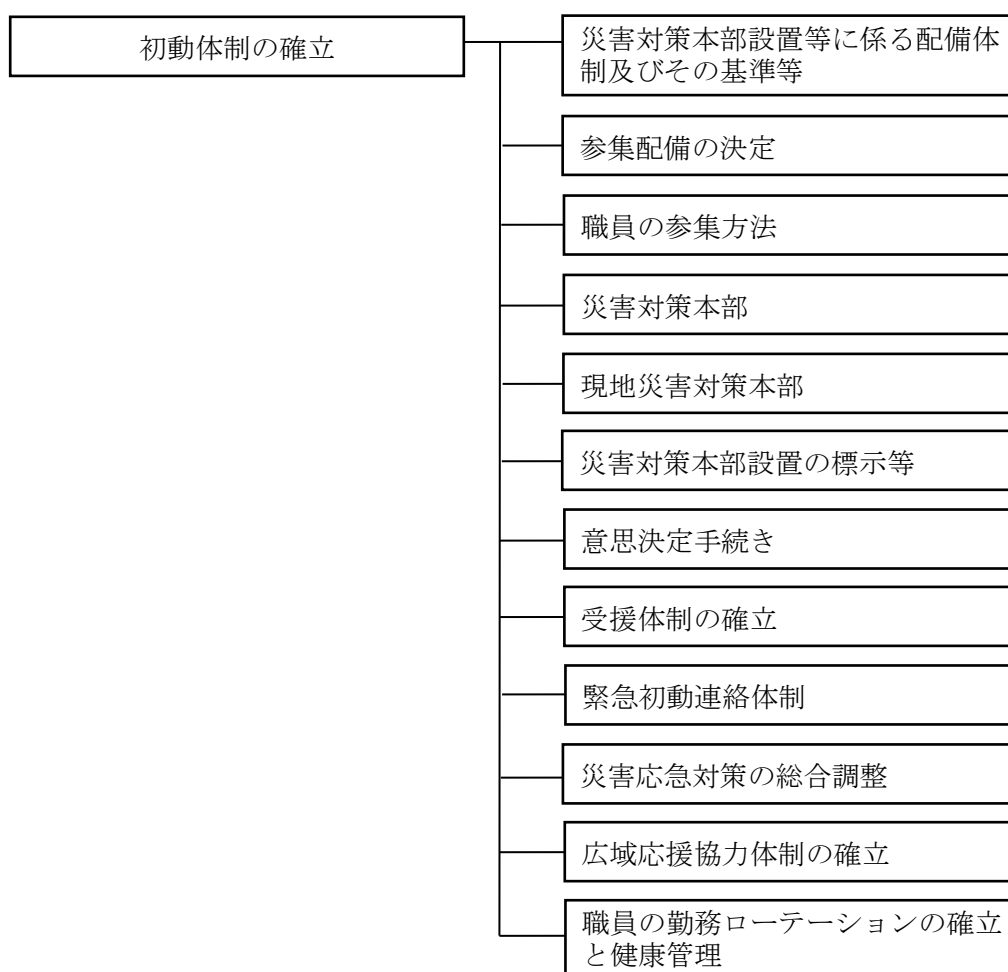 初動体制の確立
災害対策本部設置等に係る配備体
制及びその基準等
参集配備の決定
職員の参集方法
災害対策本部
現地災害対策本部
災害対策本部設置の標示等
意思決定手続き
受援体制の確立
緊急初動連絡体制
災害応急対策の総合調整
広域応援協力体制の確立
職員の勤務ローテーションの確立
と健康管理